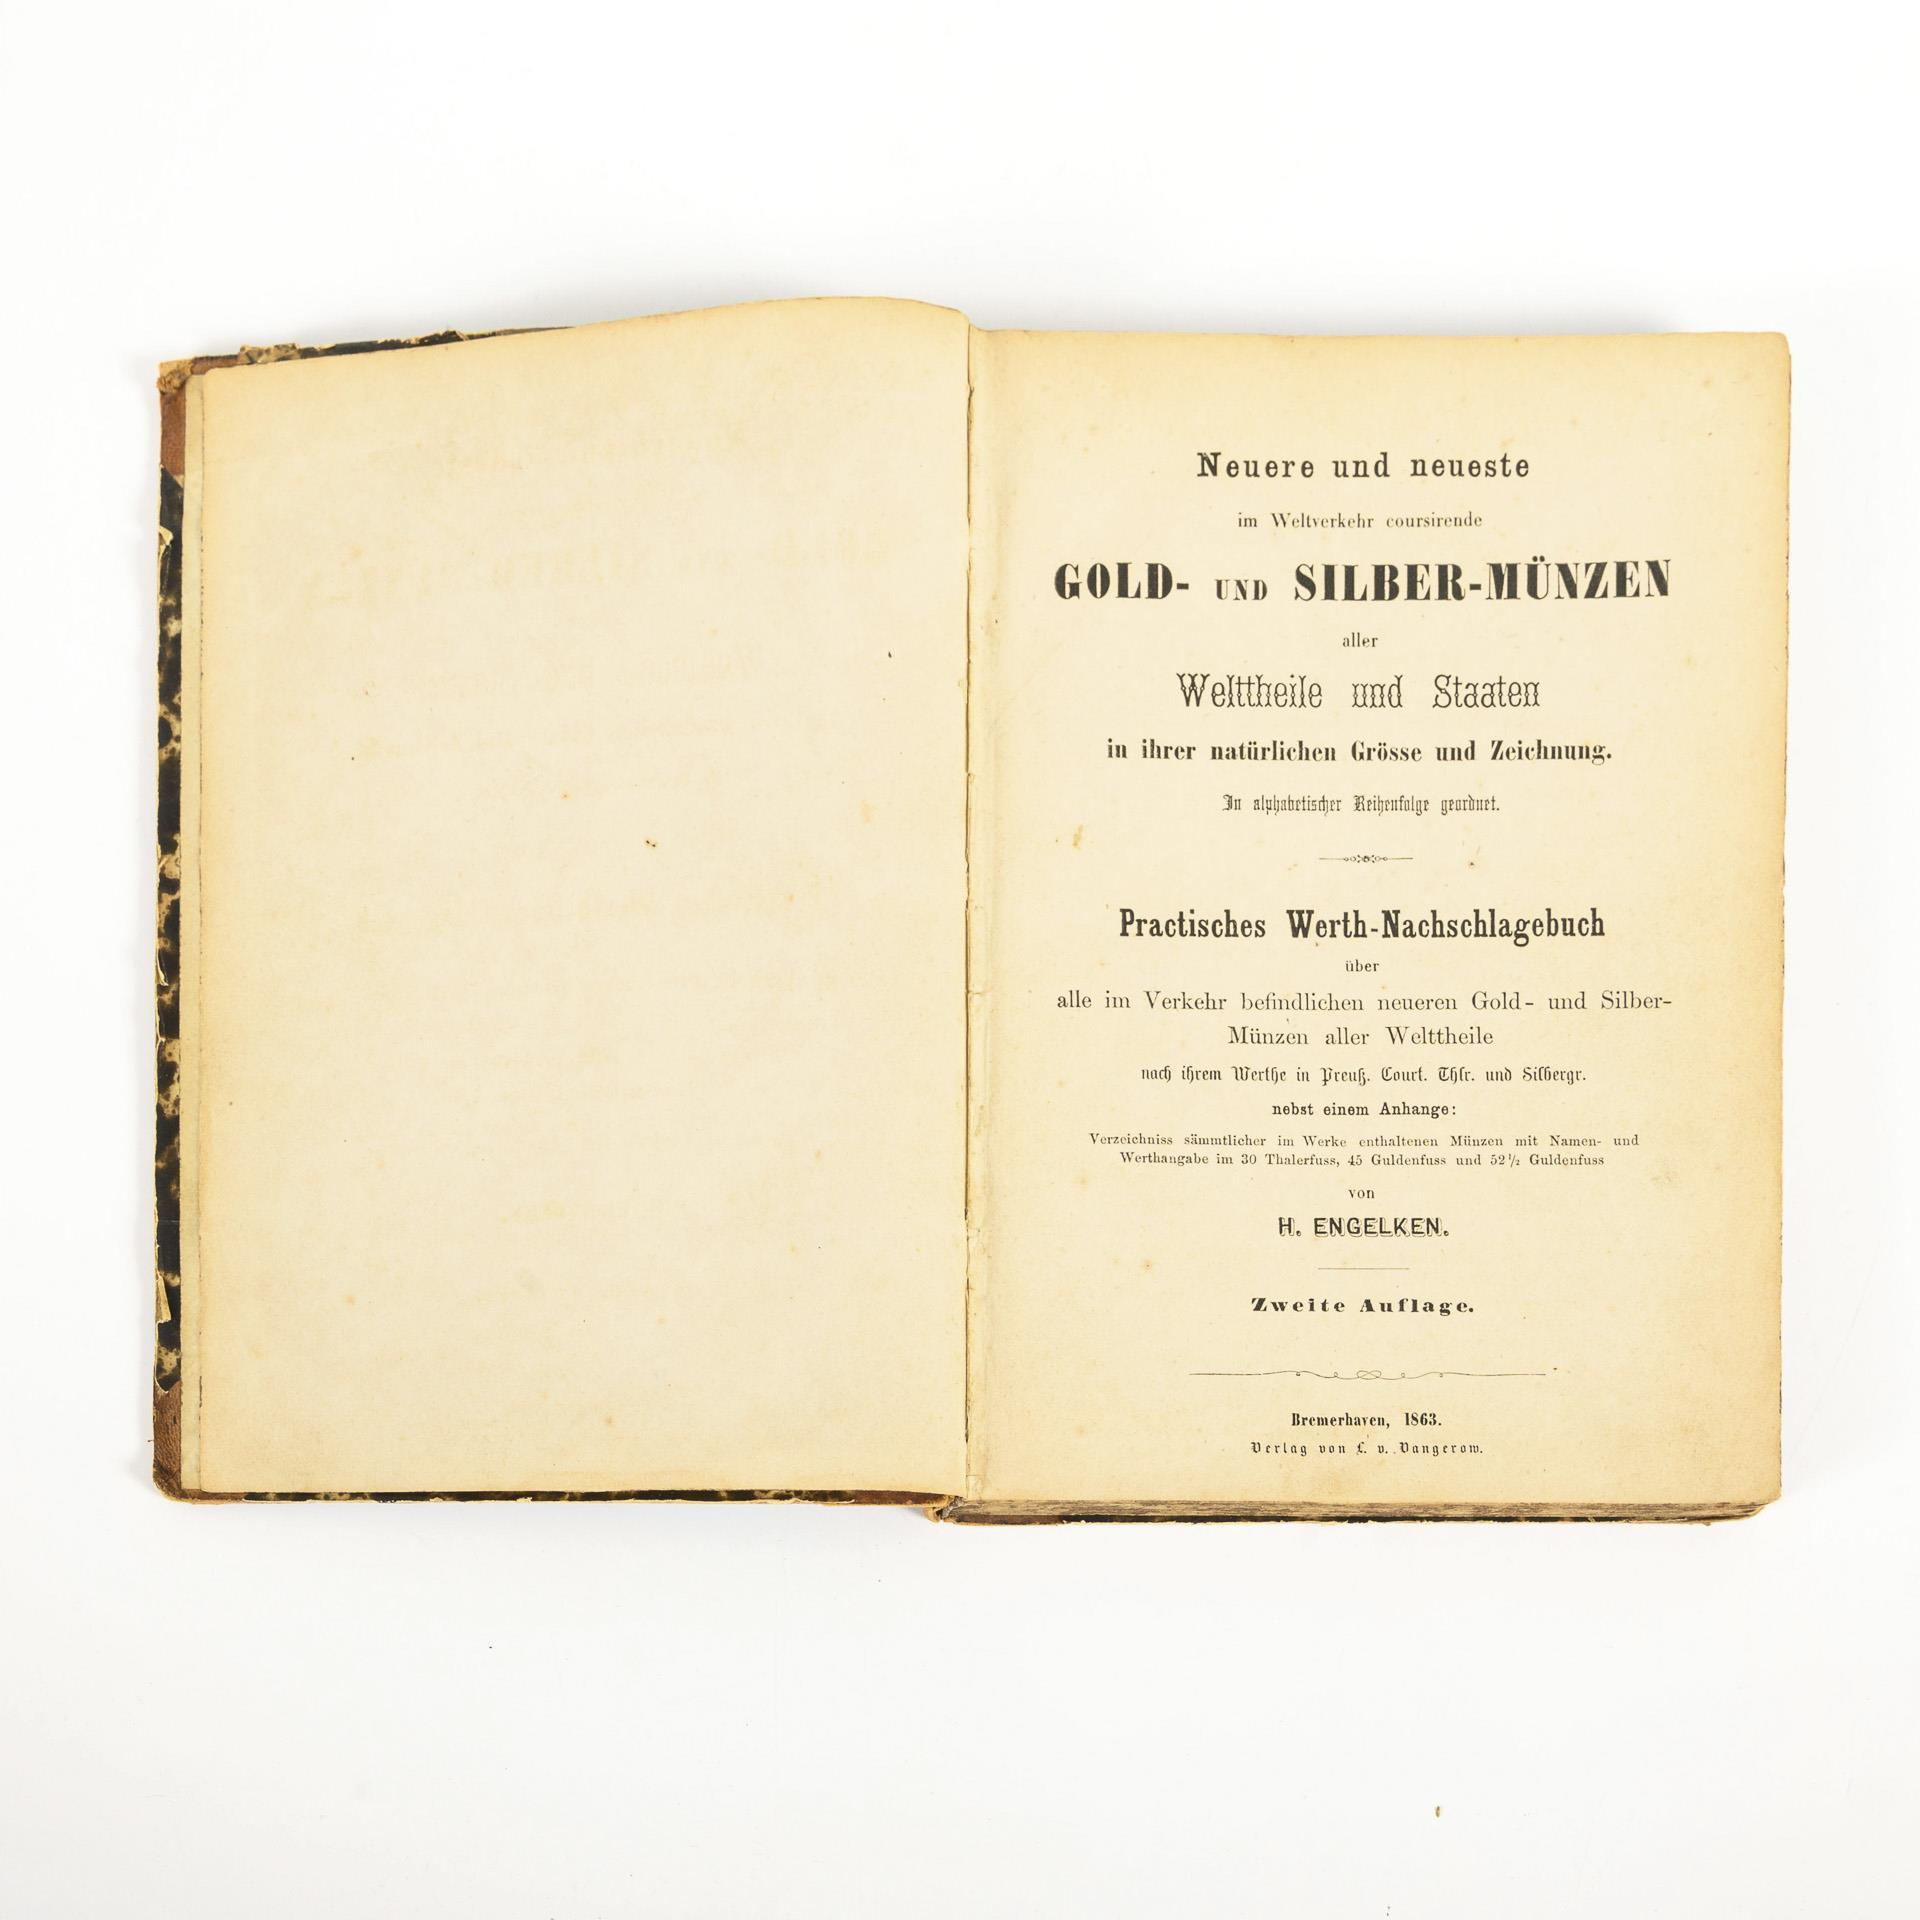 Neuere und neueste
im Weltverkehr coursirende
GOLD- UND SILBER-MÜNZEN
aller
Welttheile und Staaten
in ihrer natürlichen Grösse und Zeichnung.
In alphabetischer Reihenfolge geordnet.
Practisches Werth-Nachschlagebuch
über
alle im Verkehr befindlichen neueren Gold- und Silber-
Münzen aller Welttheile
nach ihrem Werthe in Preuß. Court. Thlr. und Silbergr.
nebst einem Anhange:
Verzeichniss sämmtlicher im Werke enthaltenen Münzen mit Namen- und
Werthangabe im 30 Thalerfuss, 45 Guldenfuss und 52 1/2 Guldenfuss
von
H. ENGELKEN.
Zweite Auflage.
Bremerhaven, 1863.
Verlag von L. v. Vangerow.